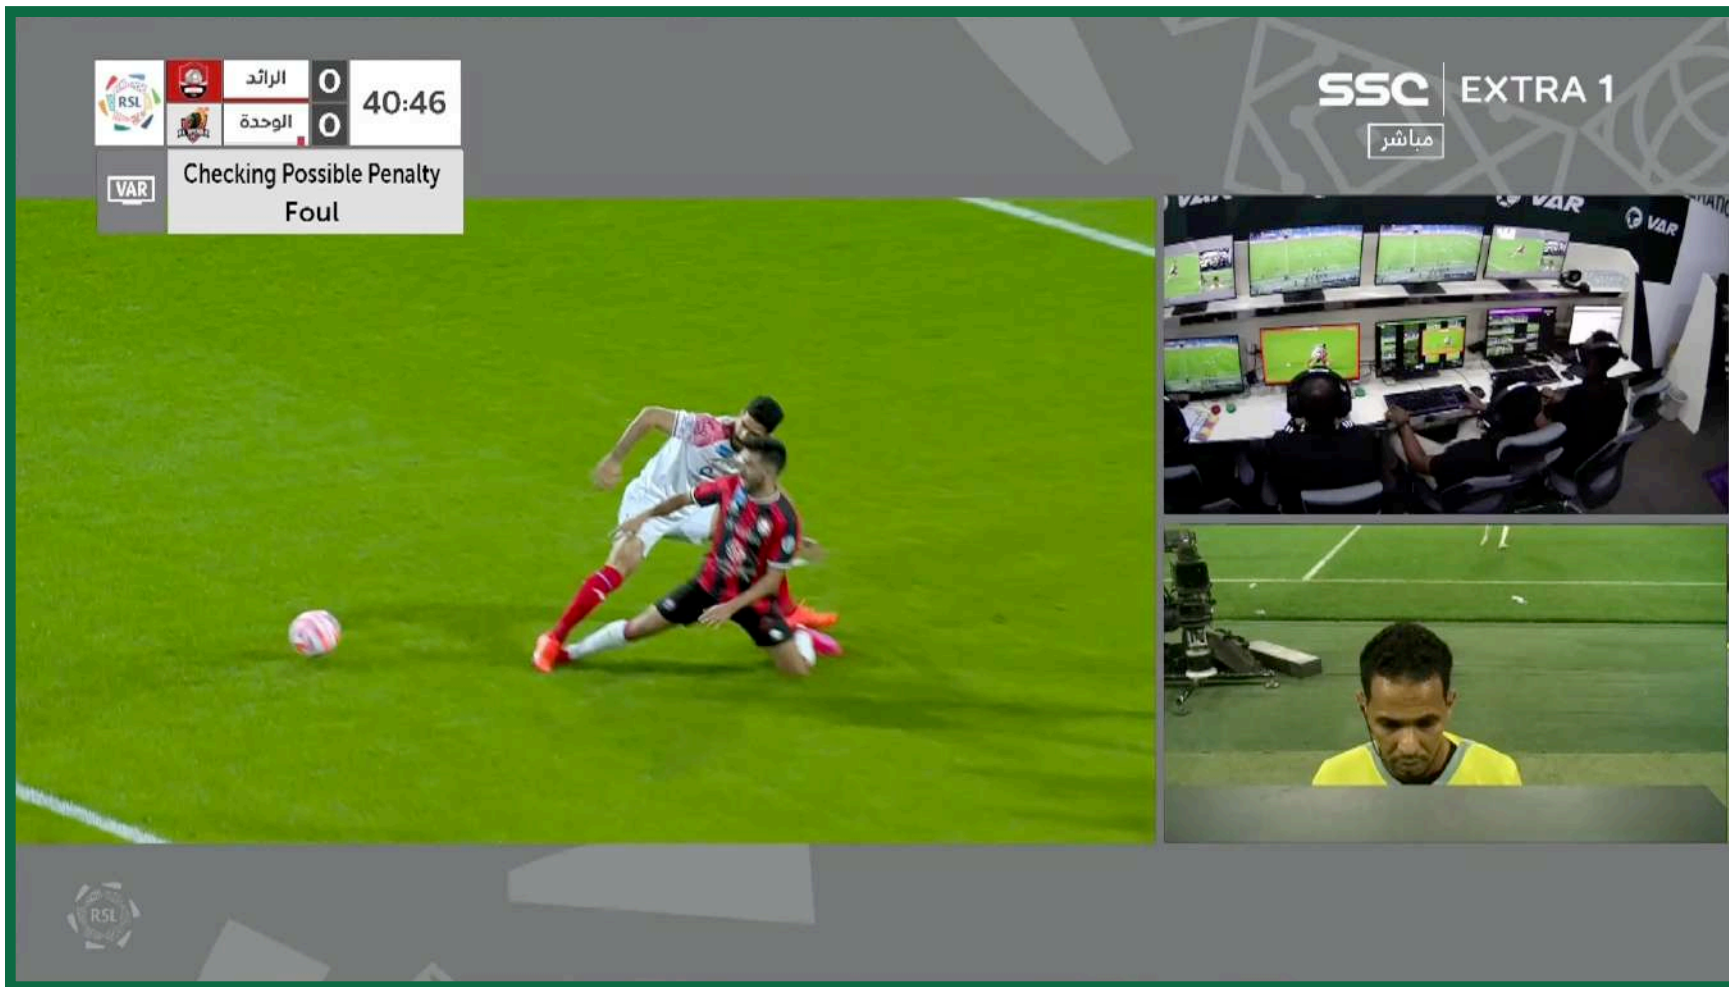 RSL
الرائد 0
الوحدة 0
40:46
VAR
Checking Possible Penalty
Foul
SSC EXTRA 1
مباشر
VAR
VAR
VAR
RSL